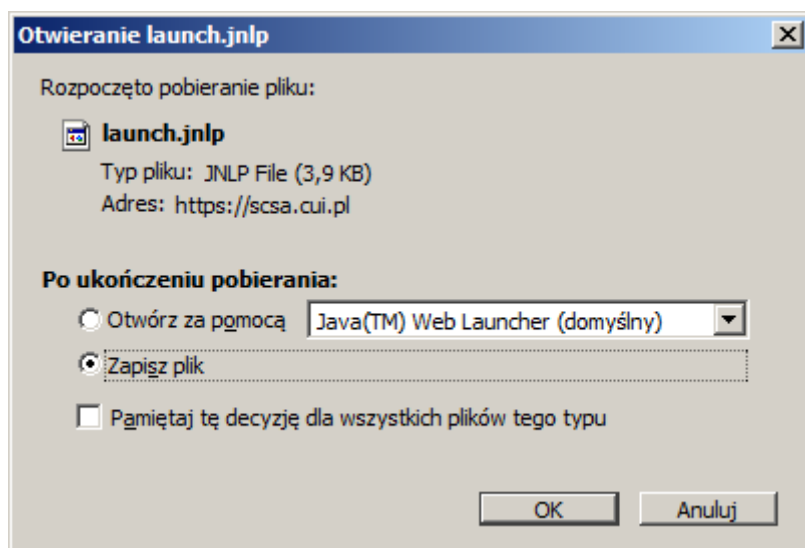 Otwieranie launch.jnlp
Rozpoczęto pobieranie pliku:
launch.jnlp
Typ pliku: JNLP File (3,9 KB)
Adres: https://scsa.cui.pl
Po ukończeniu pobierania:
Otwórz za pomocą Java(TM) Web Launcher (domyślny)
Zapisz plik
Pamiętaj tę decyzję dla wszystkich plików tego typu
OK Anuluj